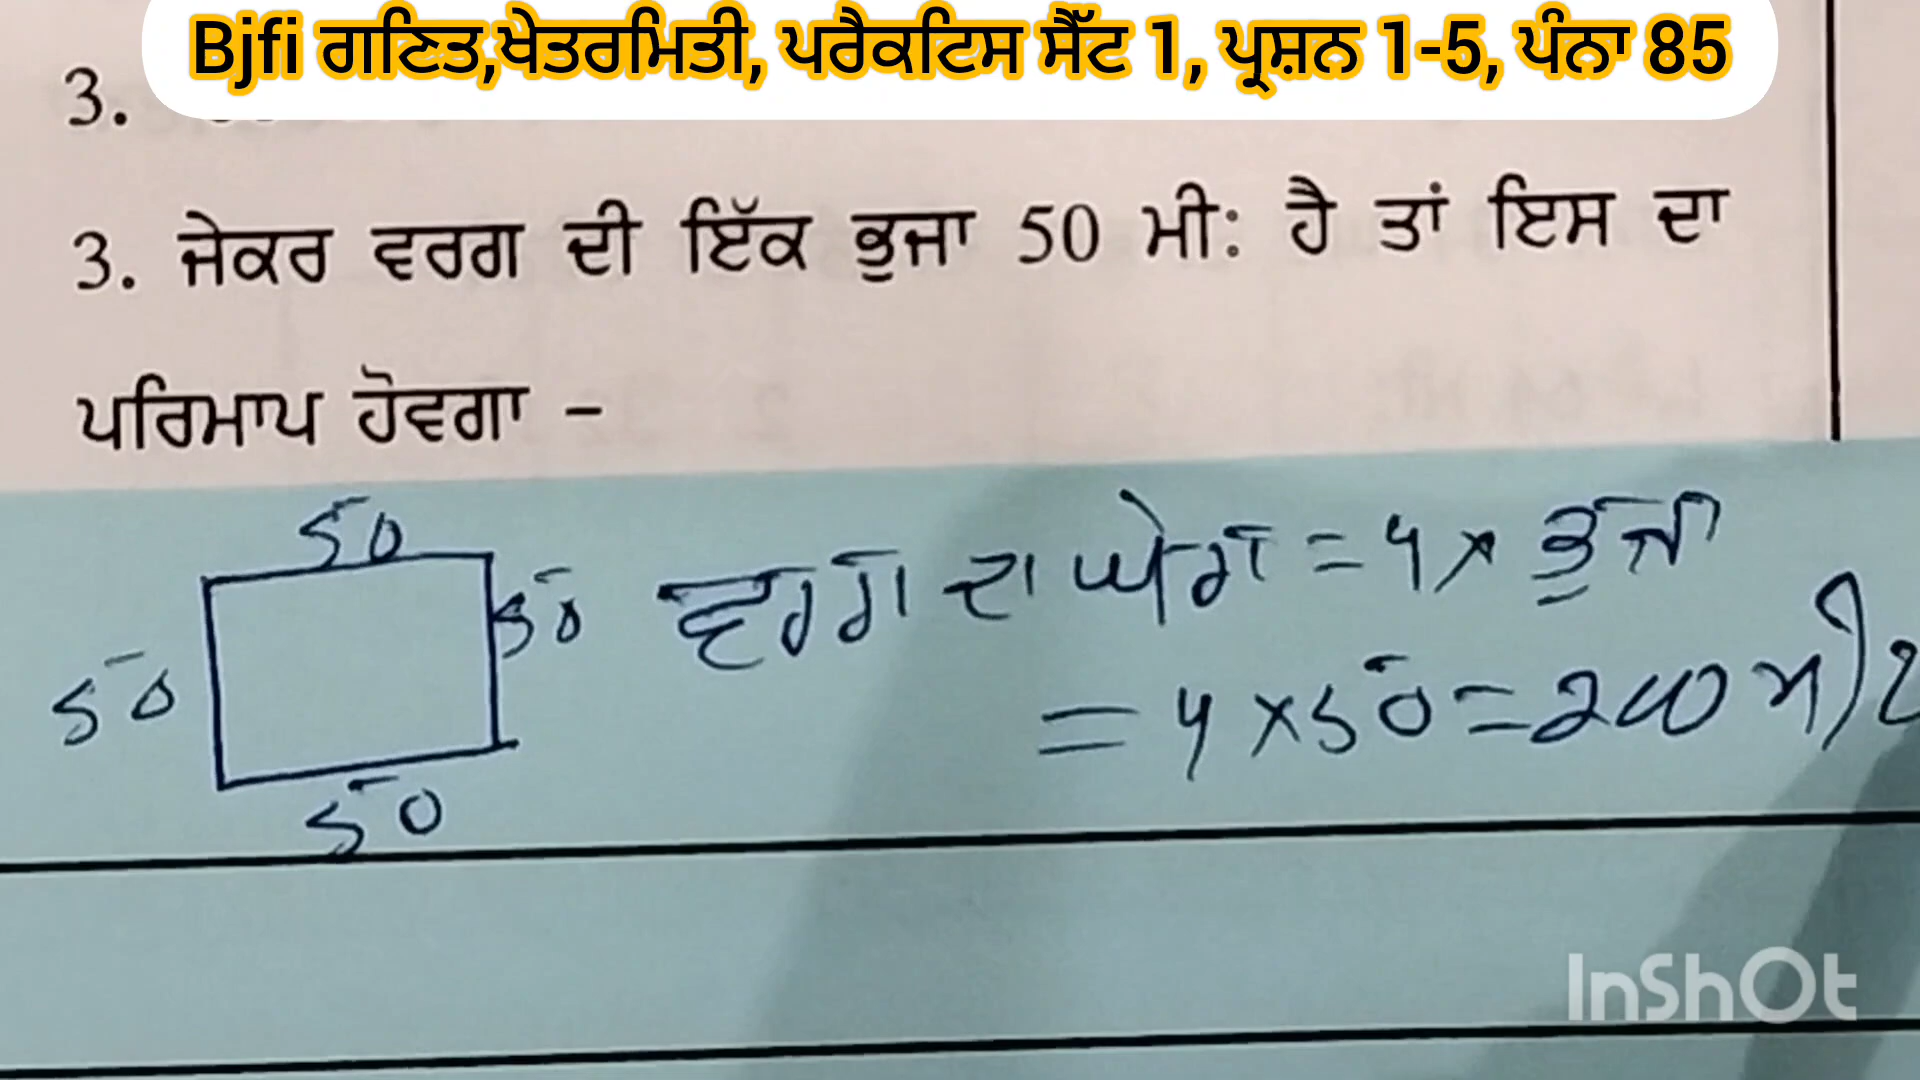 Bjfi ਗਣਿਤ,ਖੇਤਰਮਿਤੀ, ਪਰੈਕਟਿਸ ਸੈੱਟ 1, ਪ੍ਰਸ਼ਨ 1-5, ਪੰਨਾ 85
3.
3. ਜੇਕਰ ਵਰਗ ਦੀ ਇੱਕ ਭੁਜਾ 50 ਮੀ: ਹੈ ਤਾਂ ਇਸ ਦਾ
ਪਰਿਮਾਪ ਹੋਵਗਾ –
50
50
50
50
ਵਰਗ ਦਾ ਘੇਰਾ = 4 × ਭੁਜਾ
= 4 × 50 = 200 ਮੀਟ
InShOt